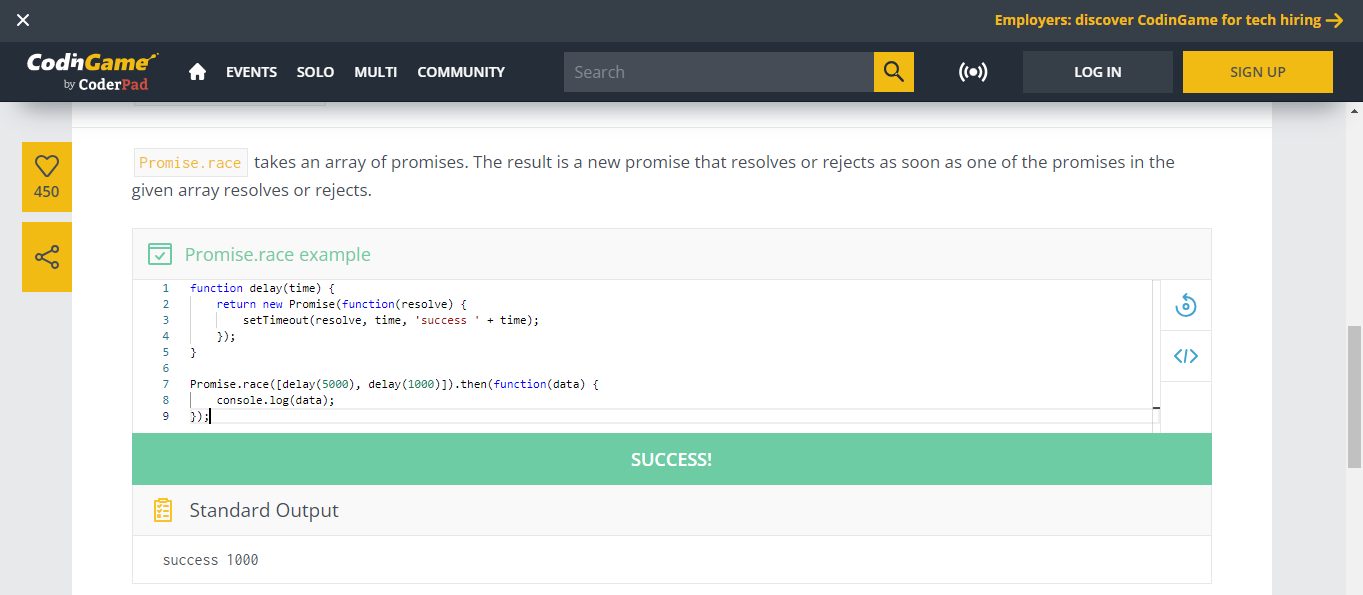 Employers: discover CodinGame for tech hiring
CodinGame
by CoderPad
EVENTS SOLO MULTI COMMUNITY
Search
LOG IN
SIGN UP
450
Promise.race takes an array of promises. The result is a new promise that resolves or rejects as soon as one of the promises in the
given array resolves or rejects.
Promise.race example
1 function delay(time) {
2     return new Promise(function(resolve) {
3         setTimeout(resolve, time, 'success ' + time);
4     });
5 }
6
7 Promise.race([delay(5000), delay(1000)]).then(function(data) {
8     console.log(data);
9 });
SUCCESS!
Standard Output
success 1000